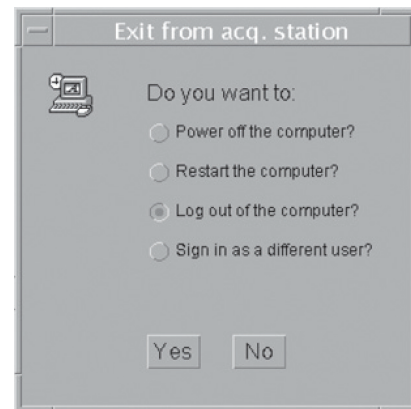 Exit from acq. station
Do you want to:
Power off the computer?
Restart the computer?
Log out of the computer?
Sign in as a different user?
Yes No